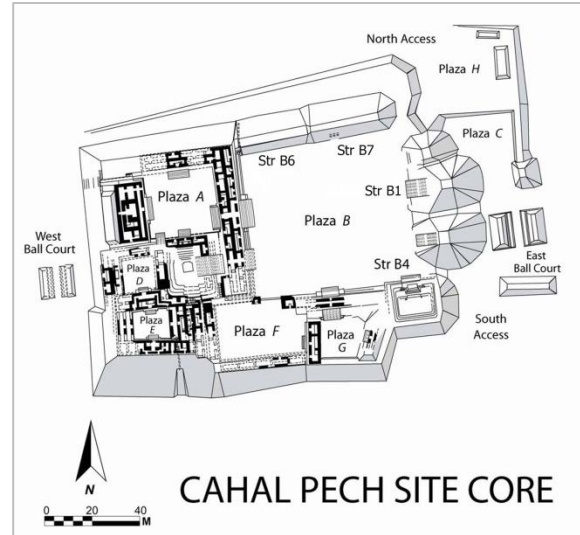 North Access
Plaza H
Plaza C
Str B6
Str B7
Plaza A
Str B1
Plaza B
West
Ball Court
East
Ball Court
Plaza
D
Str B4
Plaza
E
Plaza F
Plaza
G
South
Access
N
CAHAL PECH SITE CORE
0 20 40
M